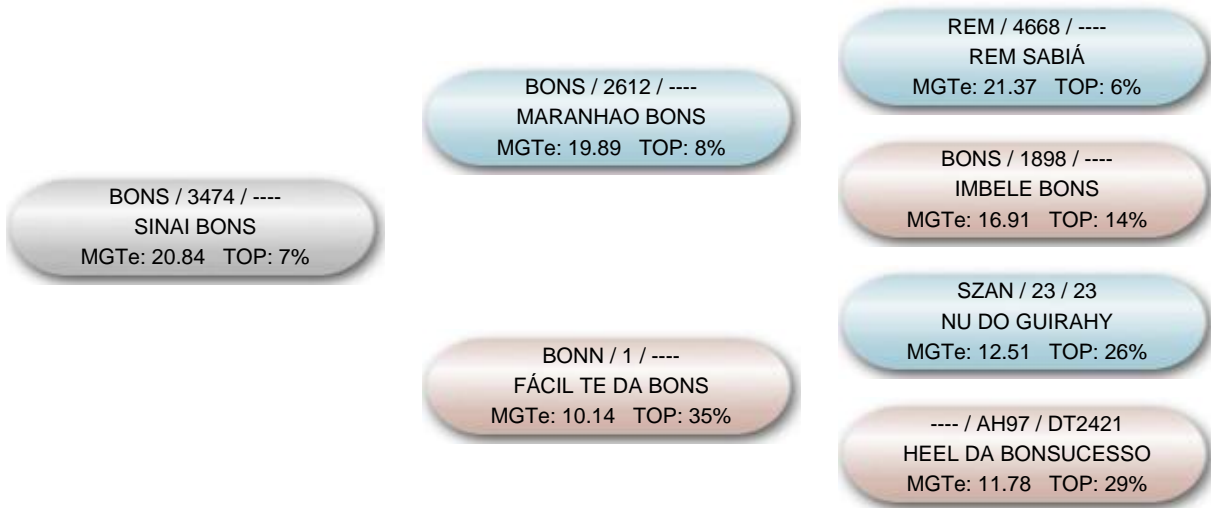 BONS / 3474 / ----
SINAI BONS
MGTe: 20.84 TOP: 7%
BONS / 2612 / ----
MARANHAO BONS
MGTe: 19.89 TOP: 8%
BONN / 1 / ----
FÁCIL TE DA BONS
MGTe: 10.14 TOP: 35%
REM / 4668 / ----
REM SABIÁ
MGTe: 21.37 TOP: 6%
BONS / 1898 / ----
IMBELE BONS
MGTe: 16.91 TOP: 14%
SZAN / 23 / 23
NU DO GUIRAHY
MGTe: 12.51 TOP: 26%
---- / AH97 / DT2421
HEEL DA BONSUCESSO
MGTe: 11.78 TOP: 29%